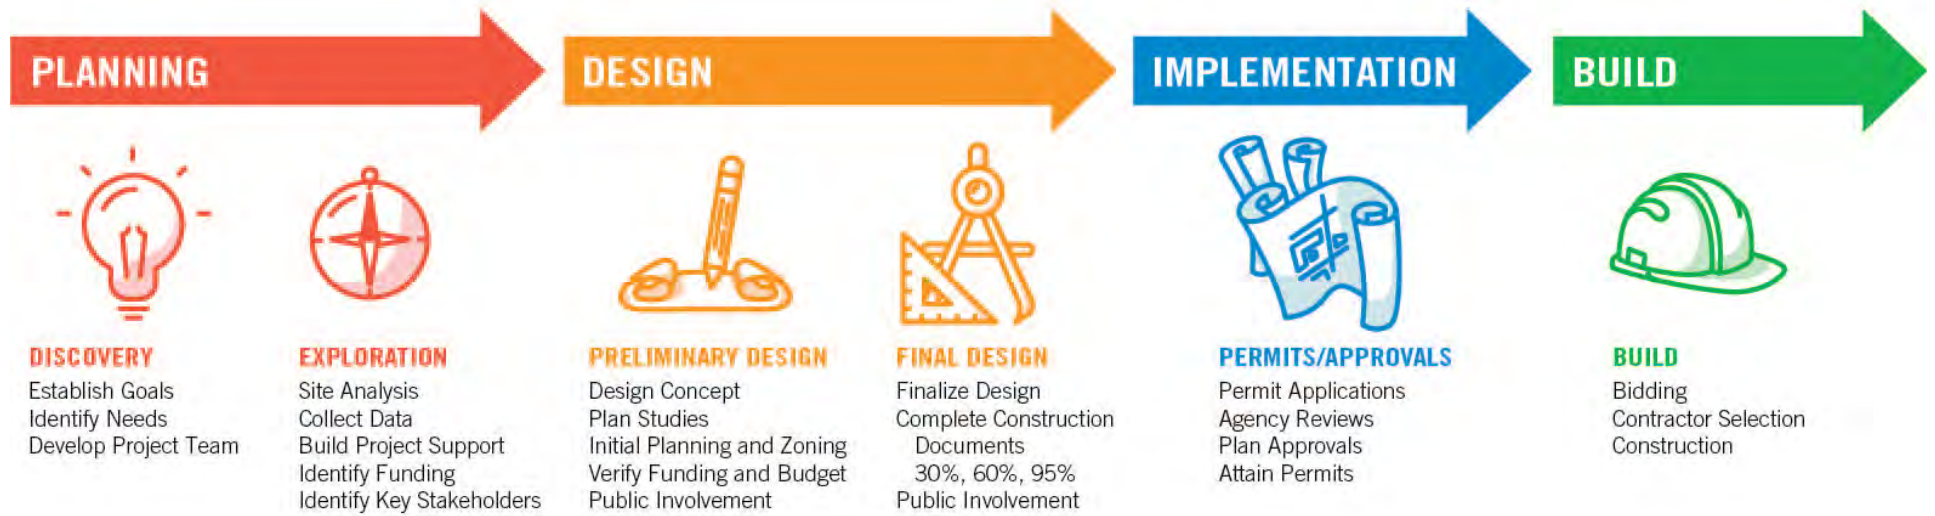 PLANNING
DESIGN
IMPLEMENTATION
BUILD
DISCOVERY
Establish Goals
Identify Needs
Develop Project Team
EXPLORATION
Site Analysis
Collect Data
Build Project Support
Identify Funding
Identify Key Stakeholders
PRELIMINARY DESIGN
Design Concept
Plan Studies
Initial Planning and Zoning
Verify Funding and Budget
Public Involvement
FINAL DESIGN
Finalize Design
Complete Construction
Documents
30%, 60%, 95%
Public Involvement
PERMITS/APPROVALS
Permit Applications
Agency Reviews
Plan Approvals
Attain Permits
BUILD
Bidding
Contractor Selection
Construction